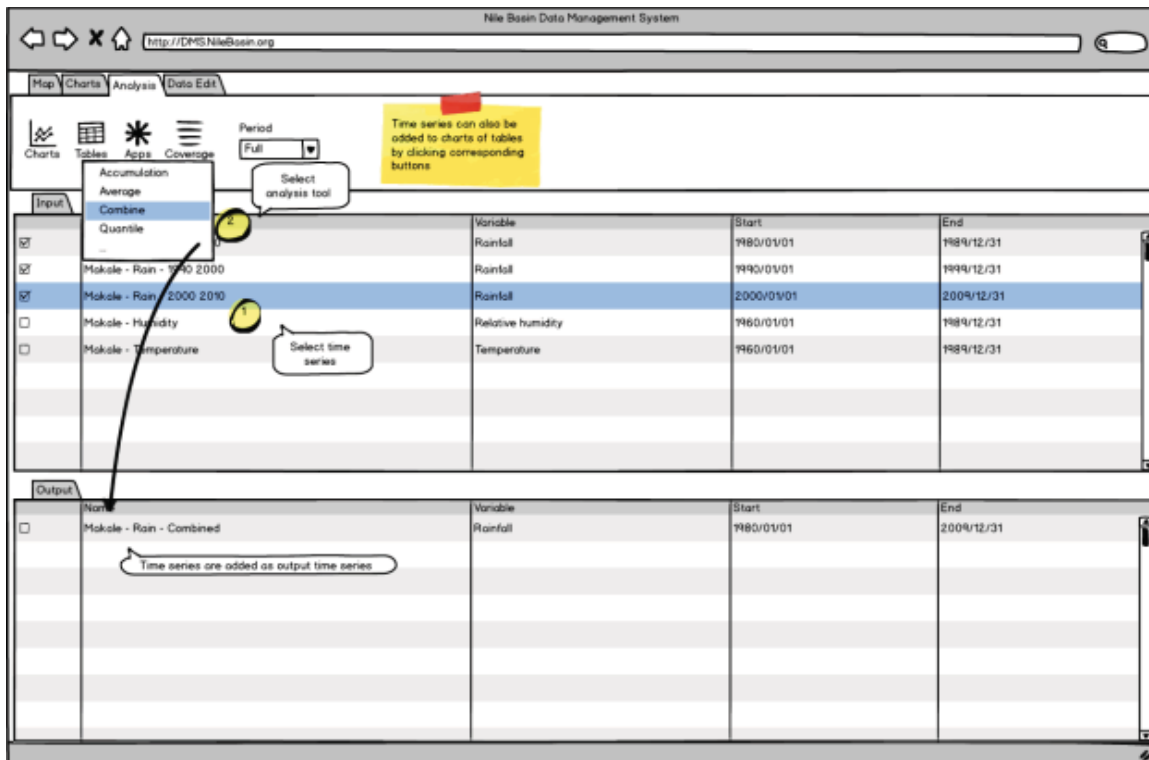 Nile Basin Data Management System
http://DMS.NileBasin.org
Map Charts Analysis Data Edit
Charts Tables Apps Coverage
Period
Full
Time series can also be
added to charts of tables
by clicking corresponding
buttons
Accumulation
Average
Combine
Quantile
...
Select
analysis tool
2
Input
Variable Start End
0 Rainfall 1980/01/01 1989/12/31
Makale - Rain - 1990 2000 Rainfall 1990/01/01 1999/12/31
Makale - Rain - 2000 2010 Rainfall 2000/01/01 2009/12/31
1
Makale - Humidity Relative humidity 1960/01/01 1989/12/31
Makale - Temperature Temperature 1960/01/01 1989/12/31
Select time
series
Output
Name Variable Start End
Makale - Rain - Combined Rainfall 1980/01/01 2009/12/31
Time series are added as output time series